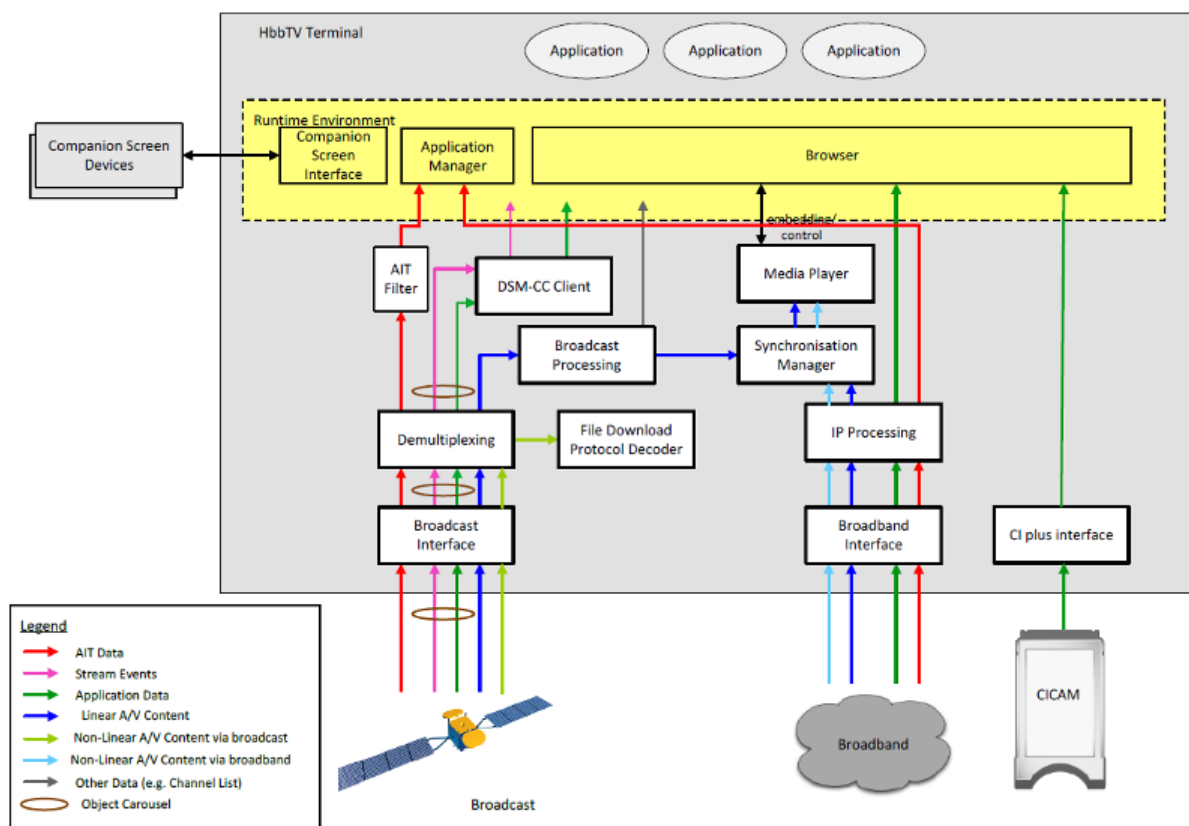 HbbTV Terminal
Application
Application
Application
Runtime Environment
Companion Screen
Devices
Companion
Screen
Interface
Application
Manager
Browser
embedding/
control
AIT
Filter
DSM-CC Client
Media Player
Broadcast
Processing
Synchronisation
Manager
Demultiplexing
File Download
Protocol Decoder
IP Processing
Broadcast
Interface
Broadband
Interface
CI plus interface
Legend
AIT Data
Stream Events
Application Data
Linear A/V Content
Non-Linear A/V Content via broadcast
Non-Linear A/V Content via broadband
Other Data (e.g. Channel List)
Object Carousel
Broadcast
Broadband
CICAM